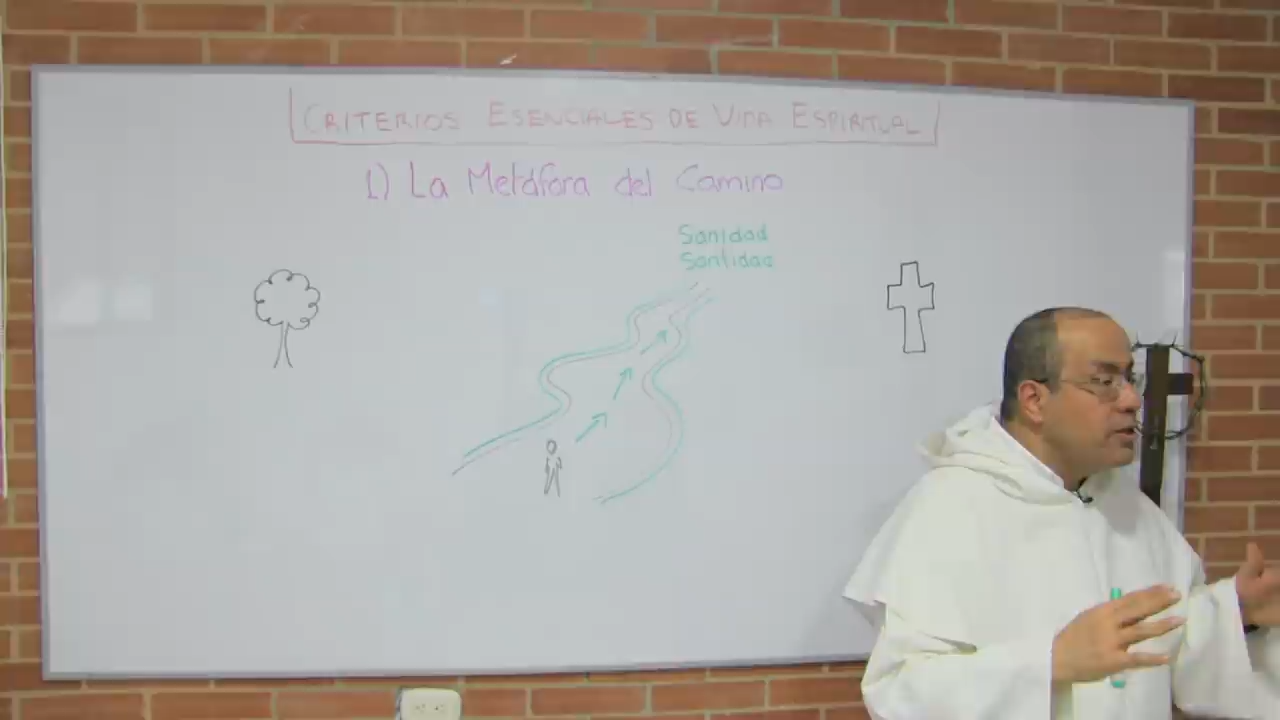 CRITERIOS ESENCIALES DE VIDA ESPIRITUAL
1) La Metáfora del Camino
Sanidad
Santidad